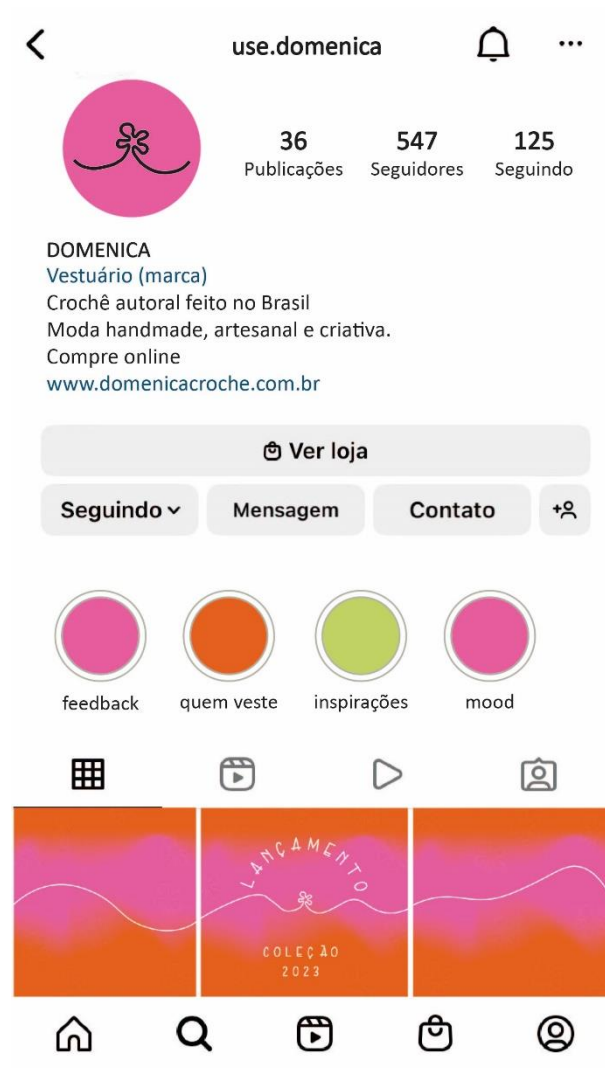 use.domenica
36 547 125
Publicações Seguidores Seguindo
DOMENICA
Vestuário (marca)
Crochê autoral feito no Brasil
Moda handmade, artesanal e criativa.
Compre online
www.domenicacroche.com.br
Ver loja
Seguindo Mensagem Contato
feedback quem veste inspirações mood
LANÇAMENTO
COLEÇÃO
2023